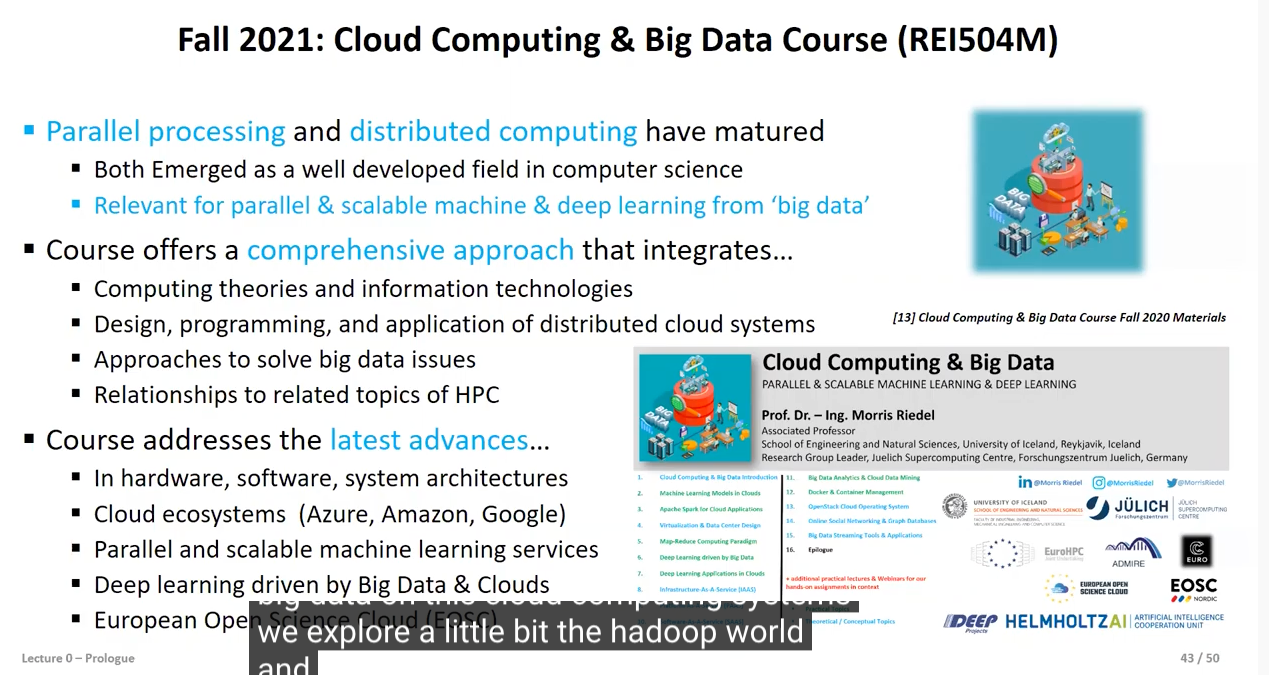 Fall 2021: Cloud Computing & Big Data Course (REI504M)
Parallel processing and distributed computing have matured
Both Emerged as a well developed field in computer science
Relevant for parallel & scalable machine & deep learning from ‘big data’
Course offers a comprehensive approach that integrates...
Computing theories and information technologies
Design, programming, and application of distributed cloud systems
Approaches to solve big data issues
Relationships to related topics of HPC
Course addresses the latest advances...
In hardware, software, system architectures
Cloud ecosystems (Azure, Amazon, Google)
Parallel and scalable machine learning services
Deep learning driven by Big Data & Clouds
European Open Science Cloud (EOSC)
BIG DATA
[13] Cloud Computing & Big Data Course Fall 2020 Materials
BIG DATA
Cloud Computing & Big Data
PARALLEL & SCALABLE MACHINE LEARNING & DEEP LEARNING
Prof. Dr. – Ing. Morris Riedel
Associated Professor
School of Engineering and Natural Sciences, University of Iceland, Reykjavik, Iceland
Research Group Leader, Juelich Supercomputing Centre, Forschungszentrum Juelich, Germany
1. Cloud Computing & Big Data Introduction
2. Machine Learning Models in Clouds
3. Apache Spark for Cloud Applications
4. Virtualization & Data Center Design
5. Map-Reduce Computing Paradigm
6. Deep Learning driven by Big Data
7. Deep Learning Applications in Clouds
8. Infrastructure-As-A-Service (IAAS)
11. Big Data Analytics & Cloud Data Mining
12. Docker & Container Management
13. OpenStack Cloud Operating System
14. Online Social Networking & Graph Databases
15. Big Data Streaming Tools & Applications
16. Epilogue
+ additional practical lectures & Webinars for our
hands-on assignments in context
Practical Topics
Theoretical / Conceptual Topics
in @Morris Riedel @MorrisRiedel @MorrisRiedel
UNIVERSITY OF ICELAND
SCHOOL OF ENGINEERING AND NATURAL SCIENCES
JÜLICH
Forschungszentrum
JÜLICH
SUPERCOMPUTING
CENTRE
EuroHPC
ADMIRE
EURO
EUROPEAN OPEN
SCIENCE CLOUD
EOSC
NORDIC
DEEP
Projects
HELMHOLTZAI
ARTIFICIAL INTELLIGENCE
COOPERATION UNIT
big data on this cloud computing systems
we explore a little bit the hadoop world
and
Lecture 0 – Prologue
43 / 50